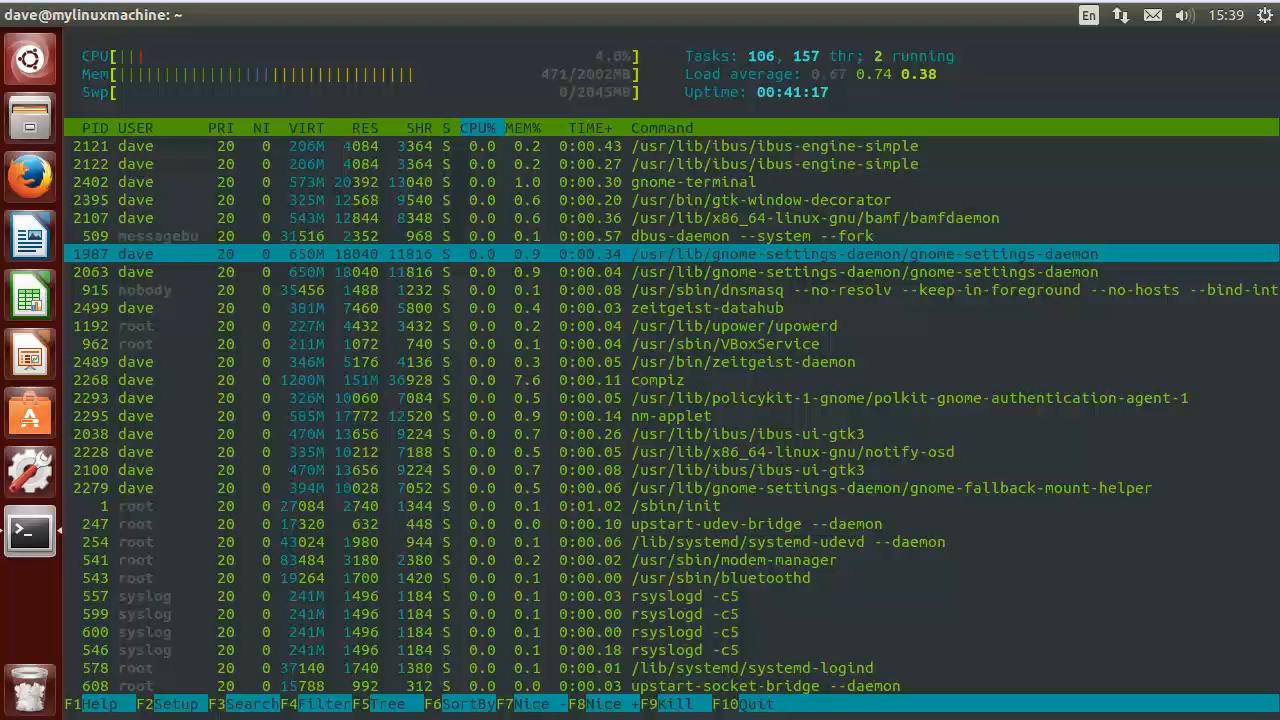 dave@mylinuxmachine: ~ En 15:39
CPU[||| 4.0%] Tasks: 106, 157 thr; 2 running
Mem[||||||||||||||||||||||||||||||||| 471/2002MB] Load average: 0.67 0.74 0.38
Swp[ 0/2045MB] Uptime: 00:41:17
PID USER PRI NI VIRT RES SHR S CPU% MEM% TIME+ Command
2121 dave 20 0 206M 4084 3364 S 0.0 0.2 0:00.43 /usr/lib/ibus/ibus-engine-simple
2122 dave 20 0 206M 4084 3364 S 0.0 0.2 0:00.27 /usr/lib/ibus/ibus-engine-simple
2402 dave 20 0 573M 20392 13040 S 0.0 1.0 0:00.30 gnome-terminal
2395 dave 20 0 325M 12568 9540 S 0.0 0.6 0:00.20 /usr/bin/gtk-window-decorator
2107 dave 20 0 543M 12844 8348 S 0.0 0.6 0:00.36 /usr/lib/x86_64-linux-gnu/bamf/bamfdaemon
509 messagebu 20 0 31516 2352 968 S 0.0 0.1 0:00.57 dbus-daemon --system --fork
1987 dave 20 0 650M 18040 11816 S 0.0 0.9 0:00.34 /usr/lib/gnome-settings-daemon/gnome-settings-daemon
2063 dave 20 0 650M 18040 11816 S 0.0 0.9 0:00.04 /usr/lib/gnome-settings-daemon/gnome-settings-daemon
915 nobody 20 0 35456 1488 1232 S 0.0 0.1 0:00.08 /usr/sbin/dnsmasq --no-resolv --keep-in-foreground --no-hosts --bind-int
2499 dave 20 0 381M 7460 5800 S 0.0 0.4 0:00.03 zeitgeist-datahub
1192 root 20 0 227M 4432 3432 S 0.0 0.2 0:00.04 /usr/lib/upower/upowerd
962 root 20 0 211M 1072 740 S 0.0 0.1 0:00.04 /usr/sbin/VBoxService
2489 dave 20 0 346M 5176 4136 S 0.0 0.3 0:00.05 /usr/bin/zeitgeist-daemon
2268 dave 20 0 1200M 151M 36928 S 0.0 7.6 0:00.11 compiz
2293 dave 20 0 326M 10060 7084 S 0.0 0.5 0:00.05 /usr/lib/policykit-1-gnome/polkit-gnome-authentication-agent-1
2295 dave 20 0 585M 17772 12520 S 0.0 0.9 0:00.14 nm-applet
2038 dave 20 0 470M 13656 9224 S 0.0 0.7 0:00.26 /usr/lib/ibus/ibus-ui-gtk3
2228 dave 20 0 335M 10212 7188 S 0.0 0.5 0:00.05 /usr/lib/x86_64-linux-gnu/notify-osd
2100 dave 20 0 470M 13656 9224 S 0.0 0.7 0:00.08 /usr/lib/ibus/ibus-ui-gtk3
2279 dave 20 0 394M 10028 7052 S 0.0 0.5 0:00.06 /usr/lib/gnome-settings-daemon/gnome-fallback-mount-helper
1 root 20 0 27084 2740 1344 S 0.0 0.1 0:01.02 /sbin/init
247 root 20 0 17320 632 448 S 0.0 0.0 0:00.10 upstart-udev-bridge --daemon
254 root 20 0 43024 1980 944 S 0.0 0.1 0:00.06 /lib/systemd/systemd-udevd --daemon
541 root 20 0 83484 3180 2380 S 0.0 0.2 0:00.02 /usr/sbin/modem-manager
543 root 20 0 19264 1700 1420 S 0.0 0.1 0:00.00 /usr/sbin/bluetoothd
557 syslog 20 0 241M 1496 1184 S 0.0 0.1 0:00.03 rsyslogd -c5
599 syslog 20 0 241M 1496 1184 S 0.0 0.1 0:00.00 rsyslogd -c5
600 syslog 20 0 241M 1496 1184 S 0.0 0.1 0:00.00 rsyslogd -c5
546 syslog 20 0 241M 1496 1184 S 0.0 0.1 0:00.18 rsyslogd -c5
578 root 20 0 37140 1740 1380 S 0.0 0.1 0:00.01 /lib/systemd/systemd-logind
608 root 20 0 15788 992 312 S 0.0 0.0 0:00.03 upstart-socket-bridge --daemon
F1Help F2Setup F3SearchF4FilterF5Tree F6SortByF7Nice -F8Nice +F9Kill F10Quit